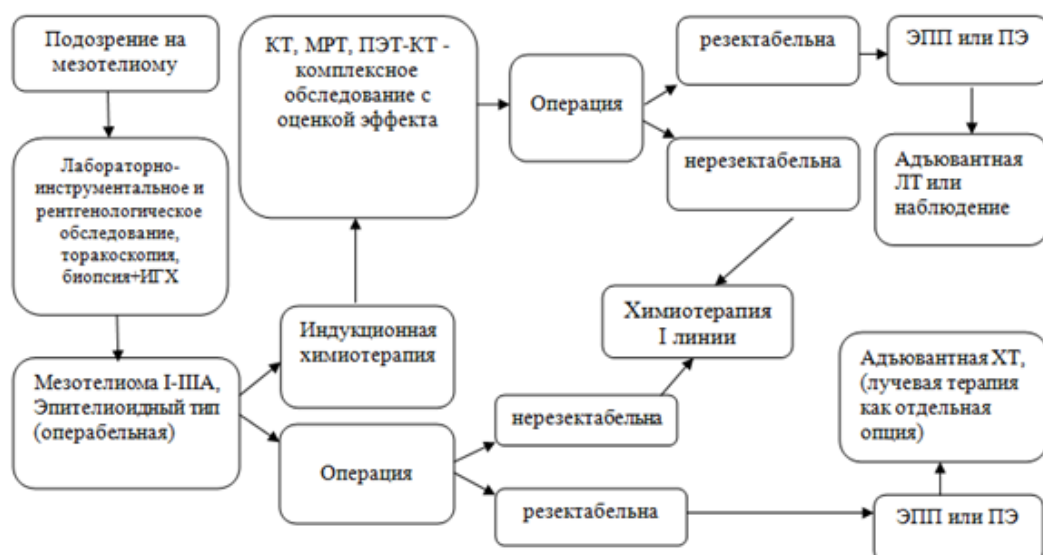 Подозрение на
мезотелиому
Лабораторно-
инструментальное и
рентгенологическое
обследование,
торакоскопия,
биопсия+ИГХ
Мезотелиома I-IIIA,
Эпителиоидный тип
(операбельная)
Индукционная
химиотерапия
КТ, МРТ, ПЭТ-КТ -
комплексное
обследование с
оценкой эффекта
Операция
резектабельна
ЭПП или ПЭ
Адъювантная
ЛТ или
наблюдение
нерезектабельна
Химиотерапия
I линии
Операция
нерезектабельна
резектабельна
ЭПП или ПЭ
Адъювантная ХТ,
(лучевая терапия
как отдельная
опция)